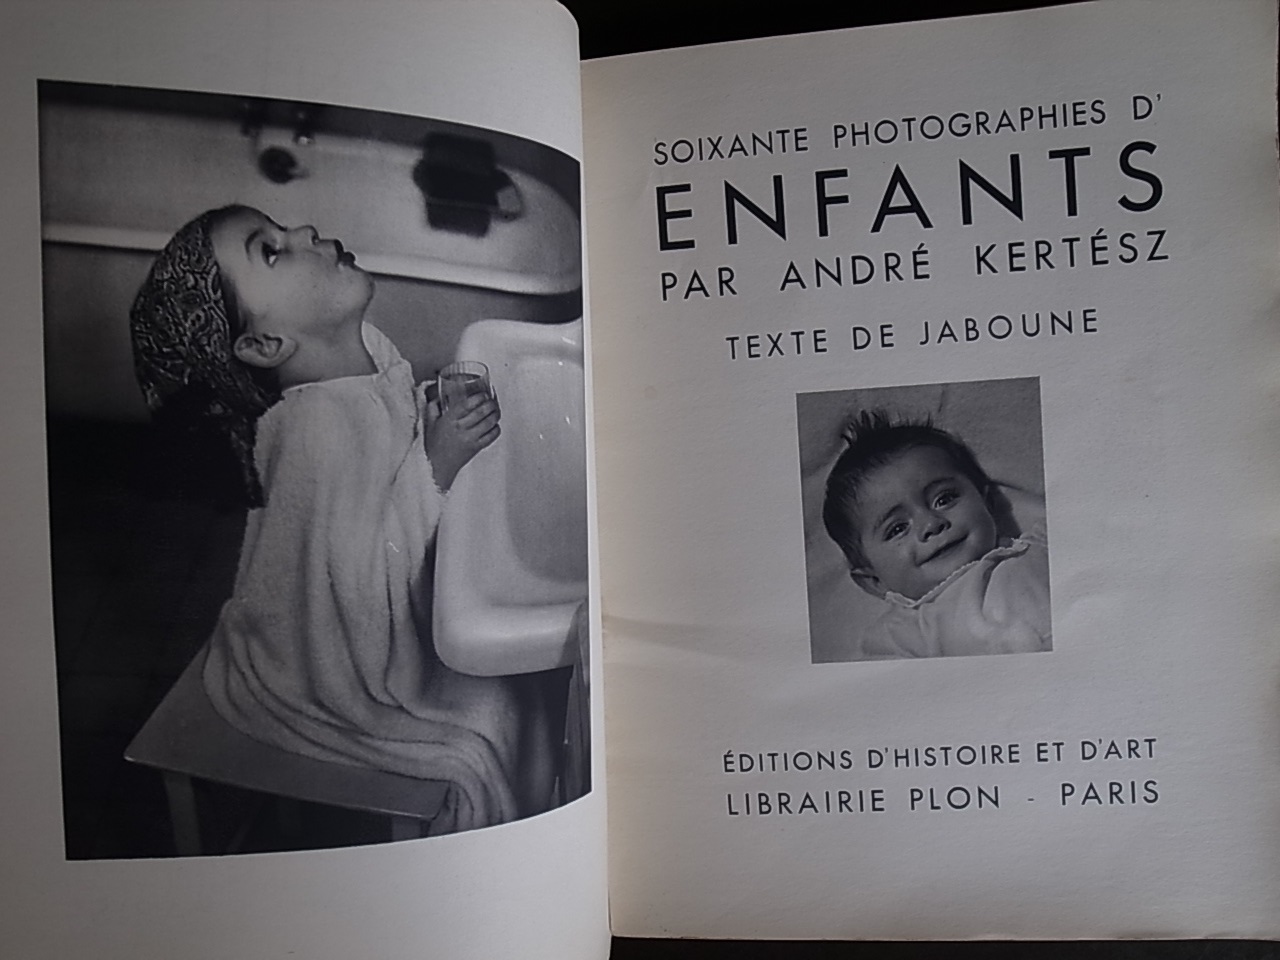 SOIXANTE PHOTOGRAPHIES D'
ENFANTS
PAR ANDRÉ KERTÉSZ
TEXTE DE JABOUNE
ÉDITIONS D'HISTOIRE ET D'ART
LIBRAIRIE PLON - PARIS